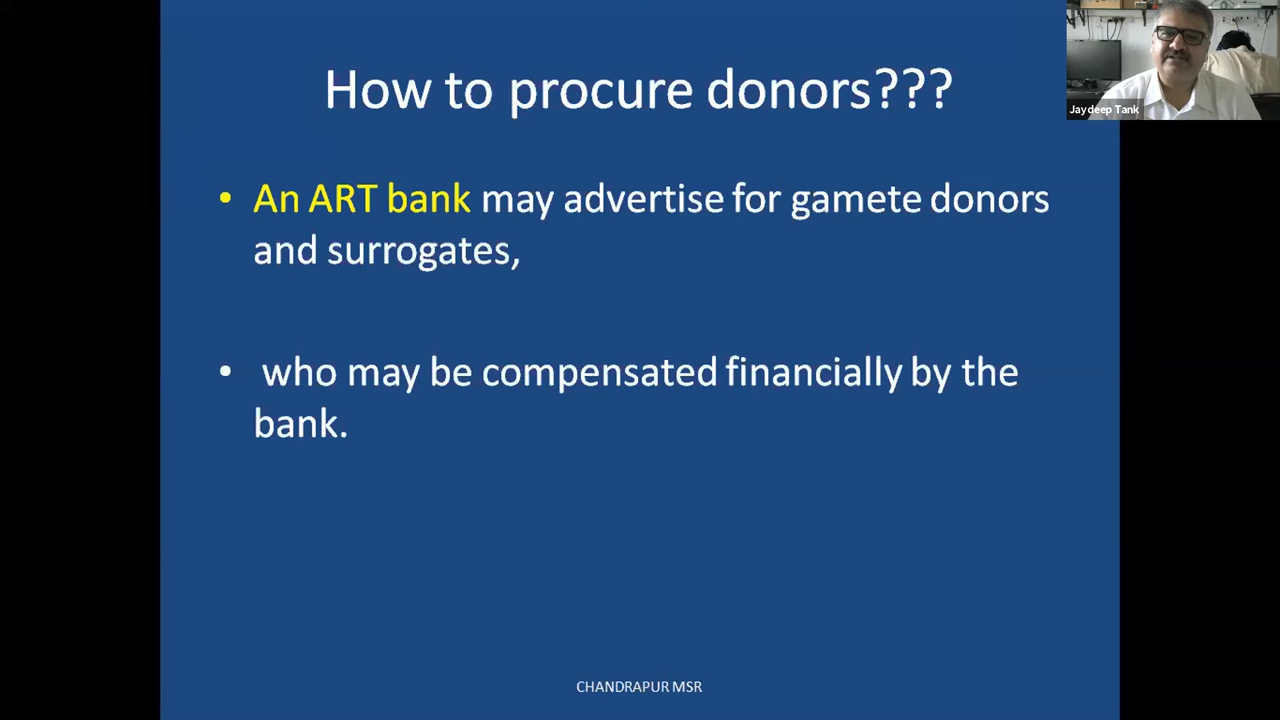 How to procure donors???
Jaydeep Tank
• An ART bank may advertise for gamete donors
and surrogates,
• who may be compensated financially by the
bank.
CHANDRAPUR MSR